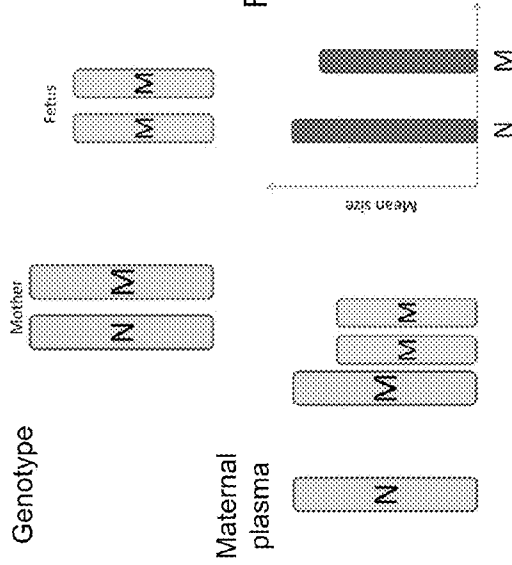 Genotype
Mother
Fetus
N M
M M
Maternal
plasma
N M M M
Mean size
N M